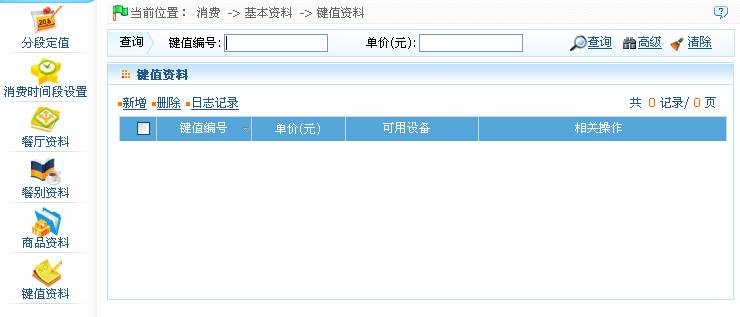 当前位置： 消费 -> 基本资料 -> 键值资料
查询 键值编号: 单价(元): 查询 高级 清除
分段定值
消费时间段设置
餐厅资料
餐别资料
商品资料
键值资料
键值资料
新增 删除 日志记录 共 0 记录/ 0 页
键值编号 单价(元) 可用设备 相关操作